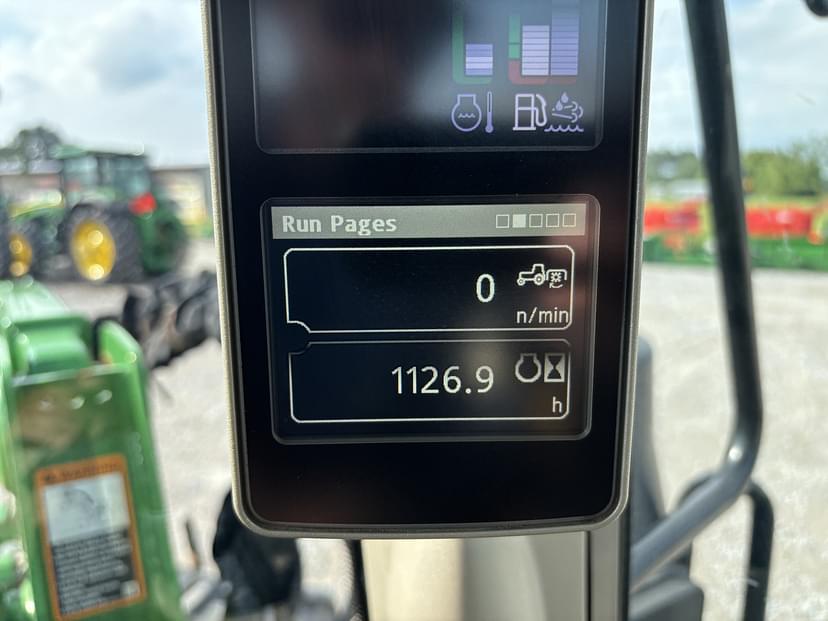 Run Pages
0
n/min
1126.9
h